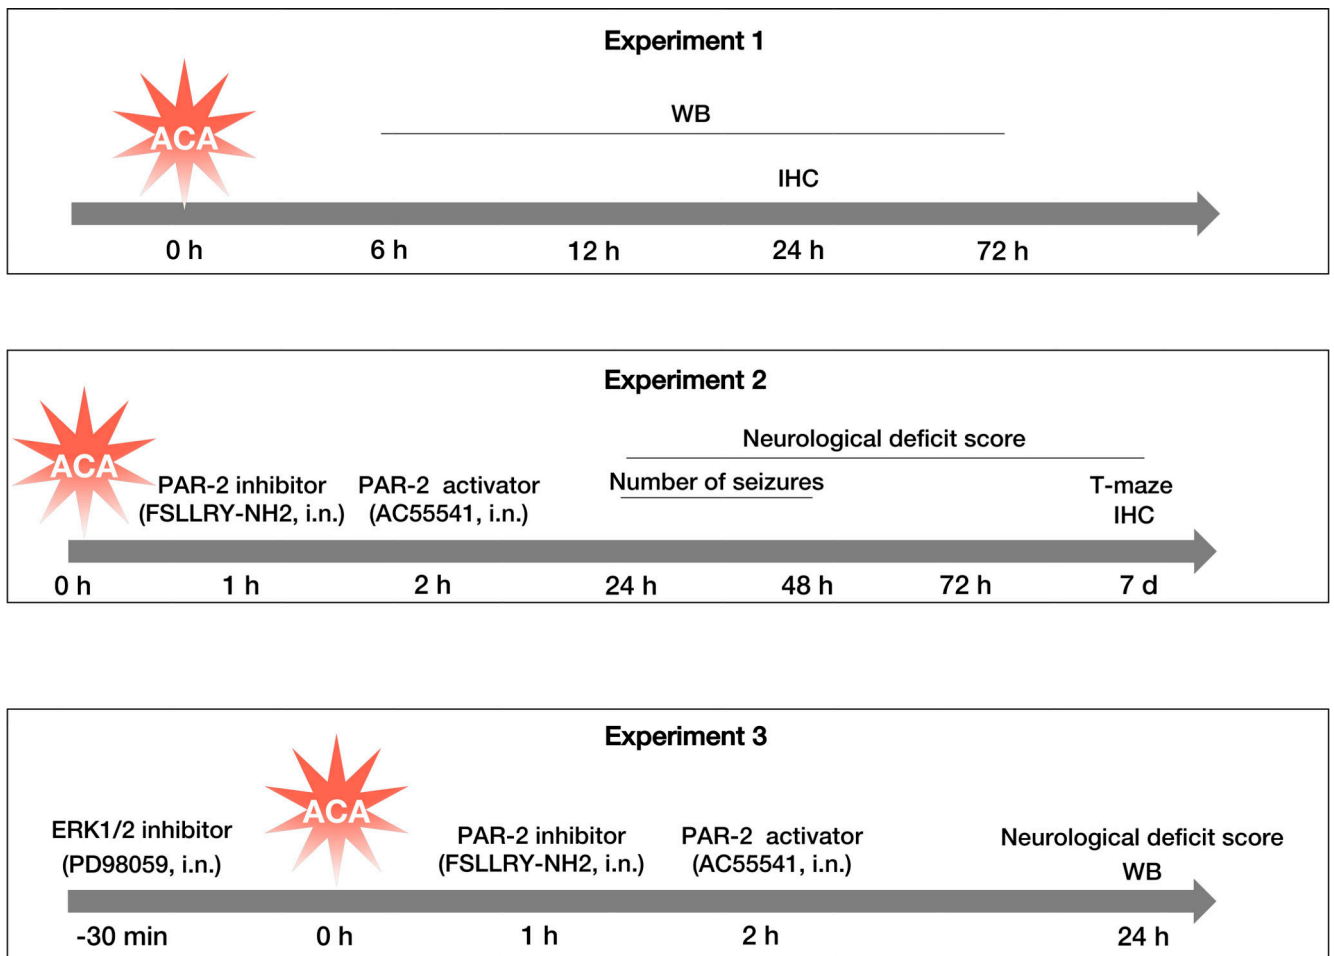 Experiment 1
ACA
WB
IHC
0 h 6 h 12 h 24 h 72 h
Experiment 2
ACA
Neurological deficit score
Number of seizures
PAR-2 inhibitor
(FSLLRY-NH2, i.n.)
PAR-2 activator
(AC55541, i.n.)
T-maze
IHC
0 h 1 h 2 h 24 h 48 h 72 h 7 d
Experiment 3
ACA
ERK1/2 inhibitor
(PD98059, i.n.)
PAR-2 inhibitor
(FSLLRY-NH2, i.n.)
PAR-2 activator
(AC55541, i.n.)
Neurological deficit score
WB
-30 min 0 h 1 h 2 h 24 h